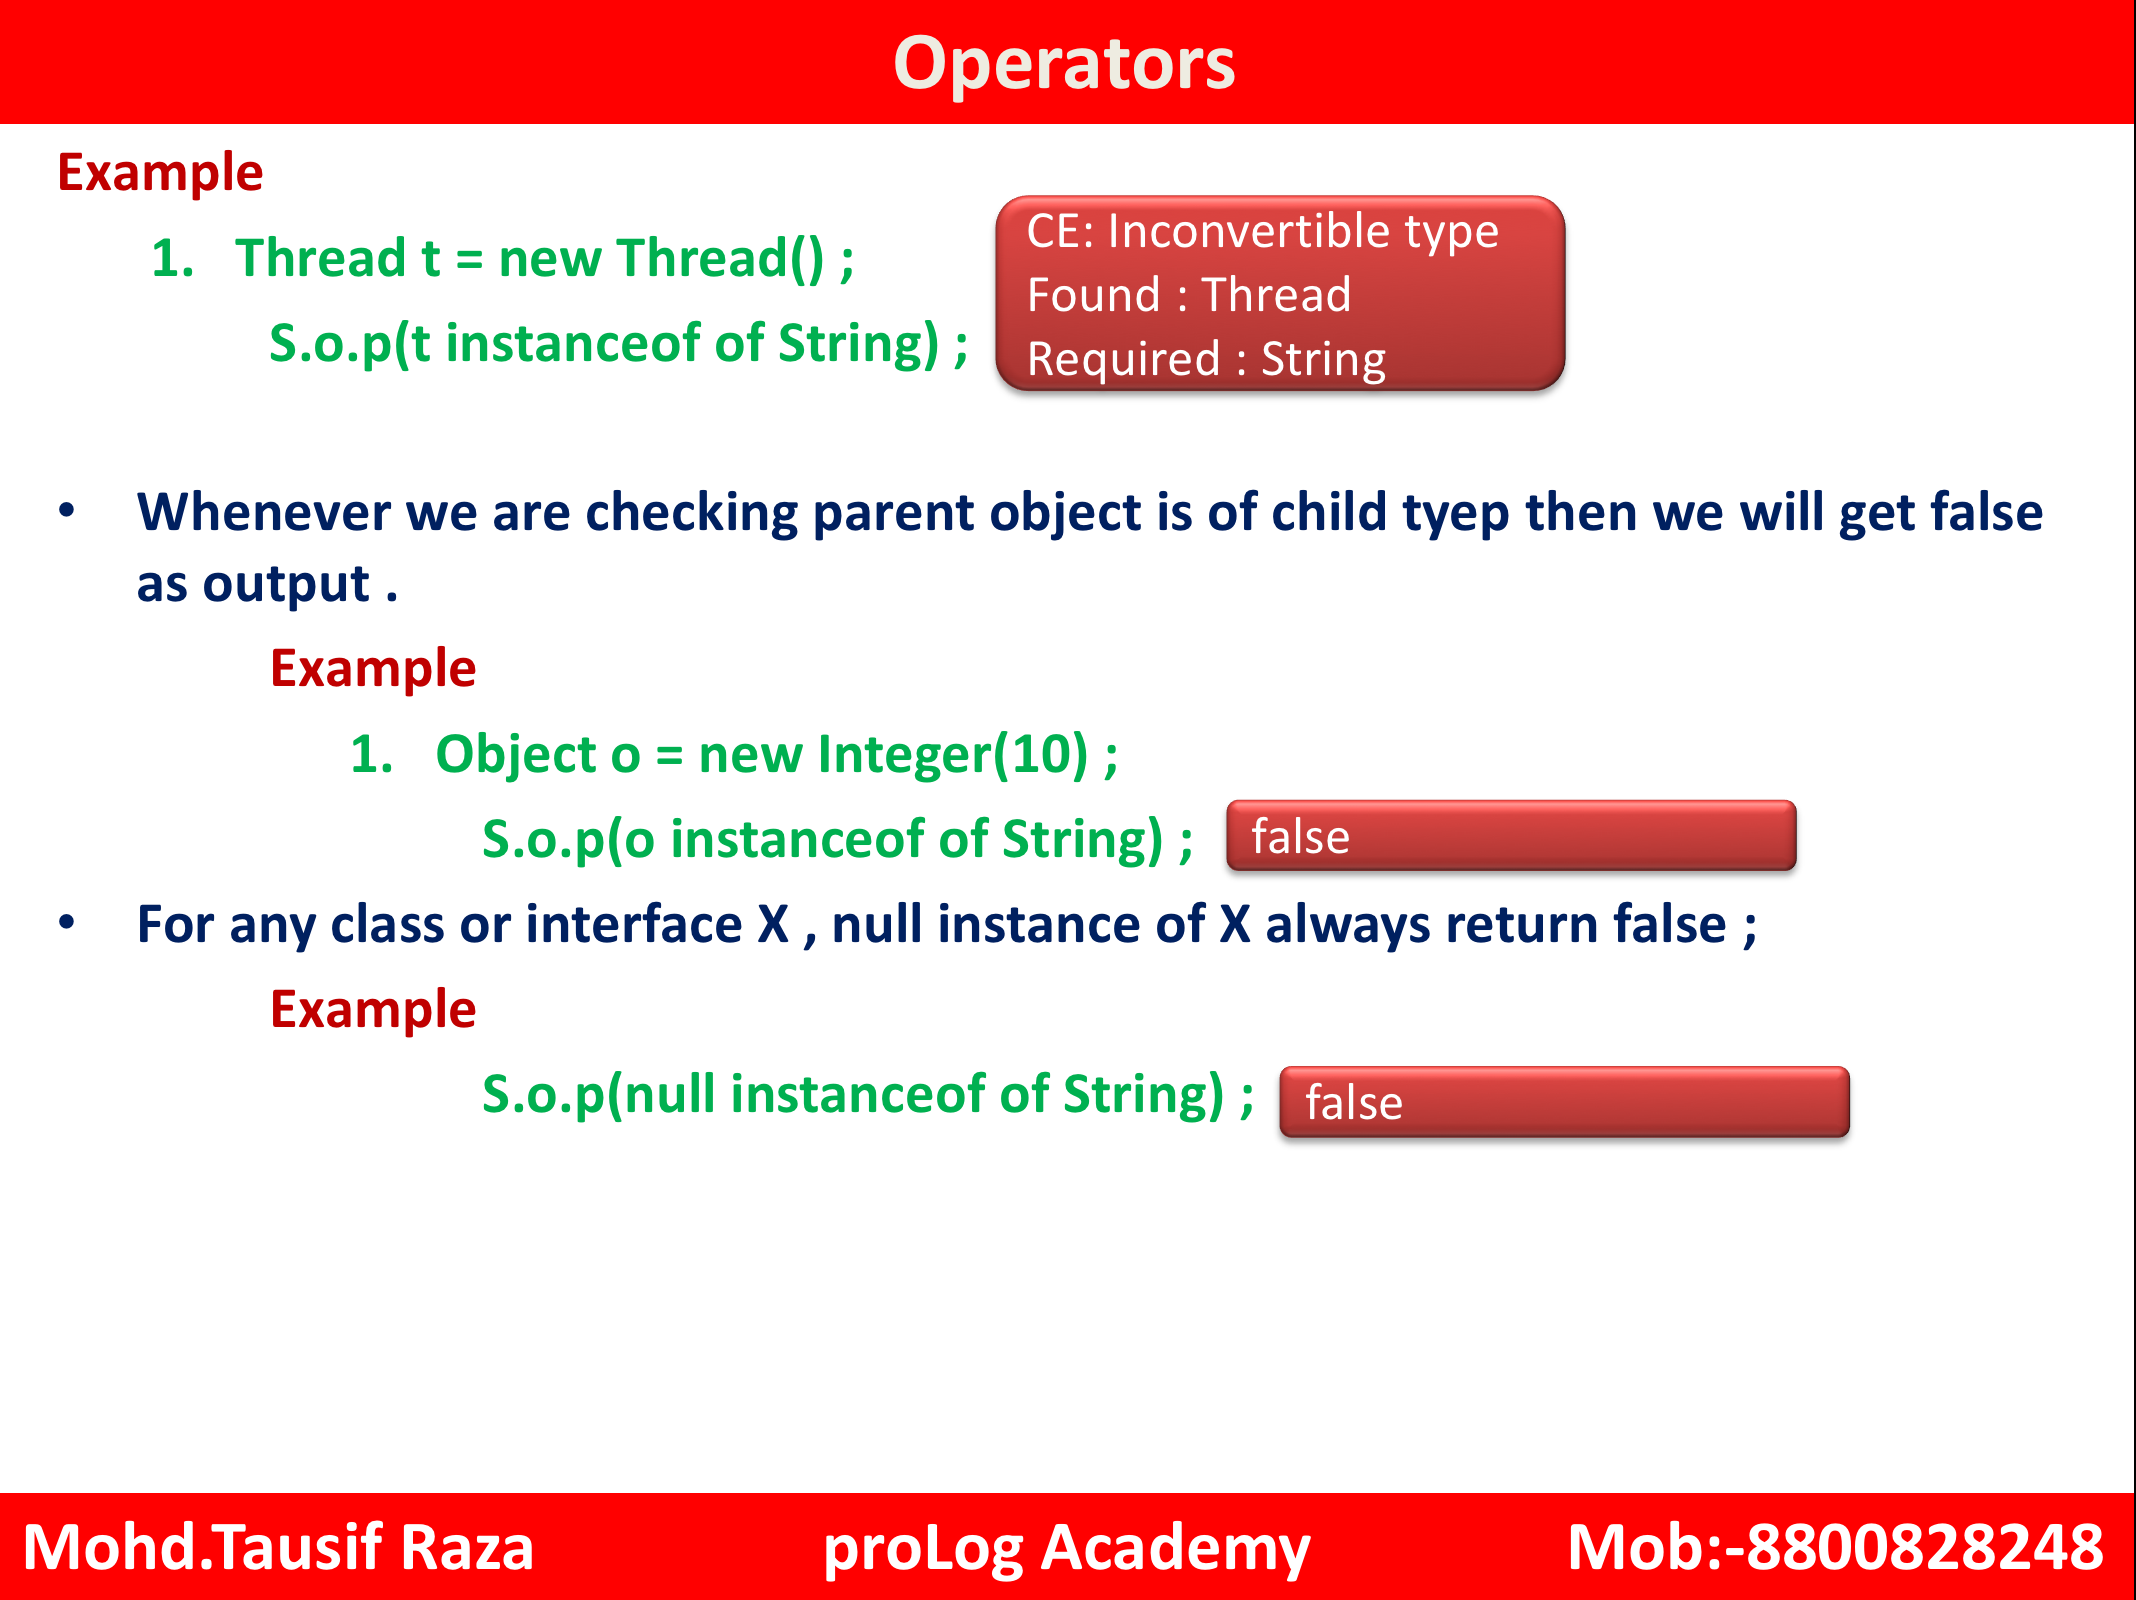 Operators
Example
1. Thread t = new Thread() ;
S.o.p(t instanceof of String) ;
CE: Inconvertible type
Found : Thread
Required : String
• Whenever we are checking parent object is of child tyep then we will get false
as output .
Example
1. Object o = new Integer(10) ;
S.o.p(o instanceof of String) ;
false
• For any class or interface X , null instance of X always return false ;
Example
S.o.p(null instanceof of String) ;
false
Mohd.Tausif Raza proLog Academy Mob:-8800828248